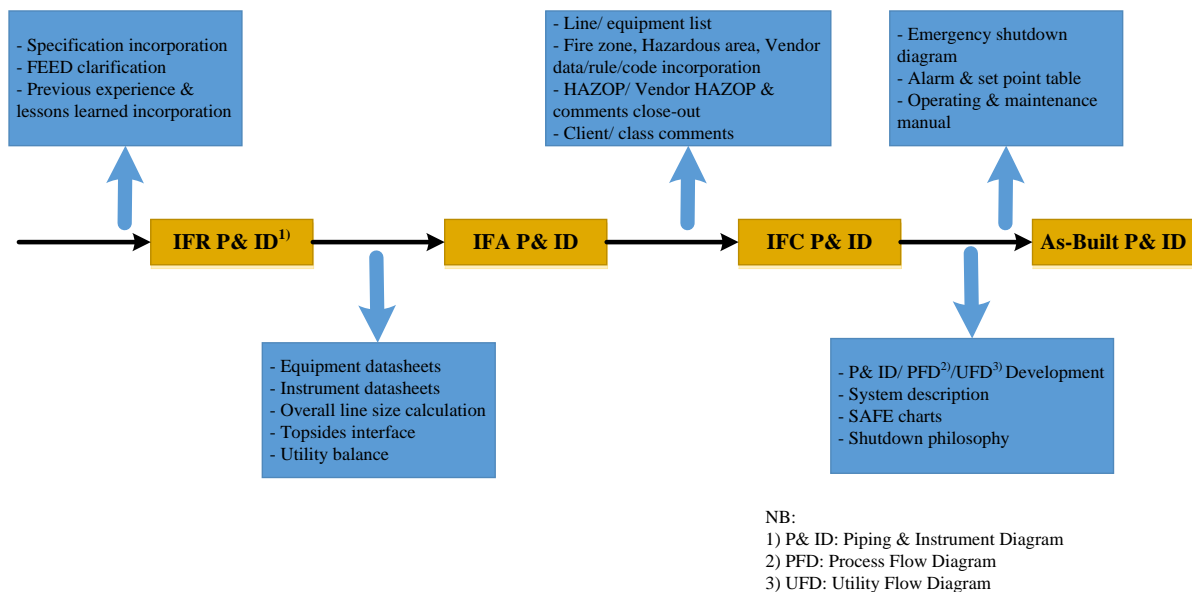 - Specification incorporation
- FEED clarification
- Previous experience &
lessons learned incorporation
- Line/ equipment list
- Fire zone, Hazardous area, Vendor
data/rule/code incorporation
- HAZOP/ Vendor HAZOP &
comments close-out
- Client/ class comments
- Emergency shutdown
diagram
- Alarm & set point table
- Operating & maintenance
manual
IFR P& ID1)
IFA P& ID
IFC P& ID
As-Built P& ID
- Equipment datasheets
- Instrument datasheets
- Overall line size calculation
- Topsides interface
- Utility balance
- P& ID/ PFD2)/UFD3) Development
- System description
- SAFE charts
- Shutdown philosophy
NB:
1) P& ID: Piping & Instrument Diagram
2) PFD: Process Flow Diagram
3) UFD: Utility Flow Diagram